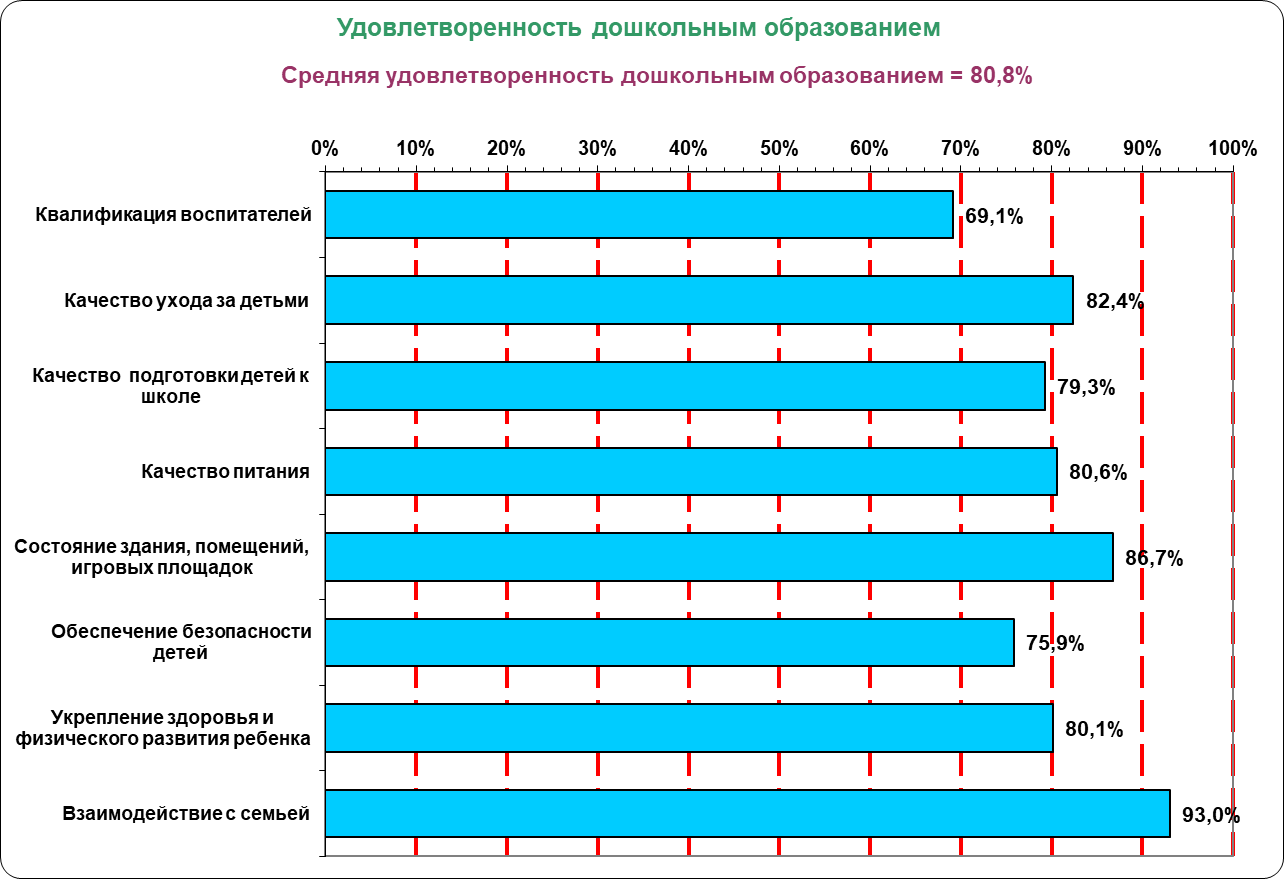 Удовлетворенность дошкольным образованием
Средняя удовлетворенность дошкольным образованием = 80,8%
0% 10% 20% 30% 40% 50% 60% 70% 80% 90% 100%
Квалификация воспитателей 69,1%
Качество ухода за детьми 82,4%
Качество подготовки детей к
школе 79,3%
Качество питания 80,6%
Состояние здания, помещений,
игровых площадок 86,7%
Обеспечение безопасности
детей 75,9%
Укрепление здоровья и
физического развития ребенка 80,1%
Взаимодействие с семьей 93,0%